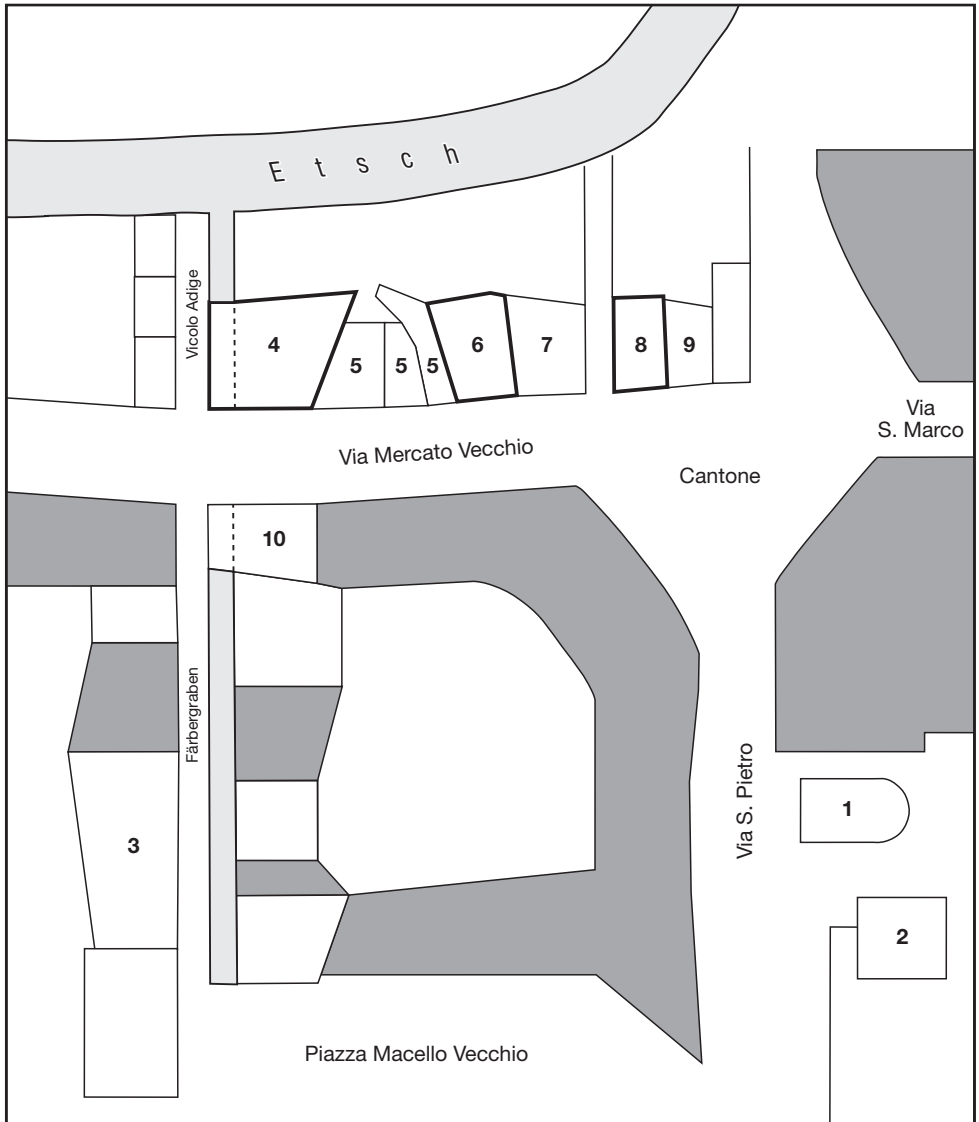 Etsch
Vicolo Adige
4
5
5
5
6
7
8
9
Via Mercato Vecchio
Via
S. Marco
Cantone
10
Färbergraben
3
Via S. Pietro
1
2
Piazza Macello Vecchio